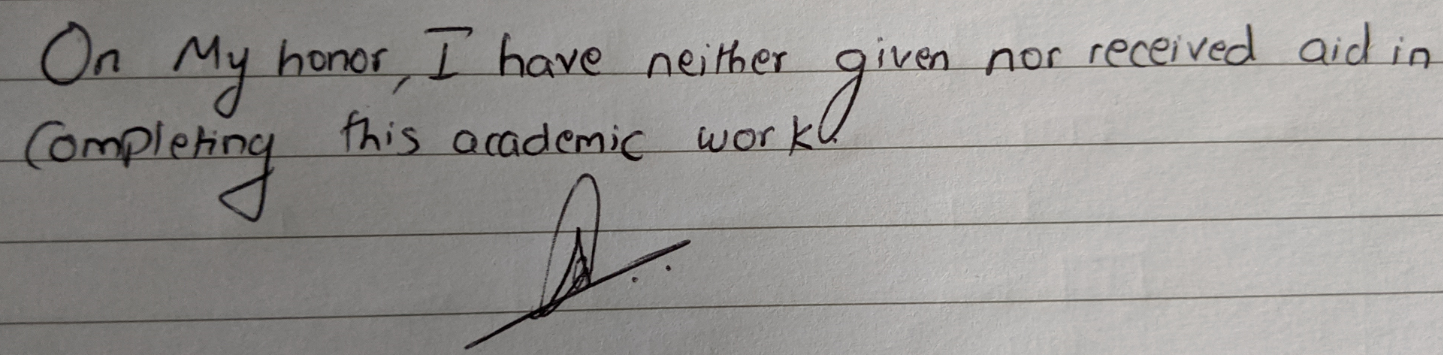 On My honor, I have neither given nor received aid in
Completing this academic work.